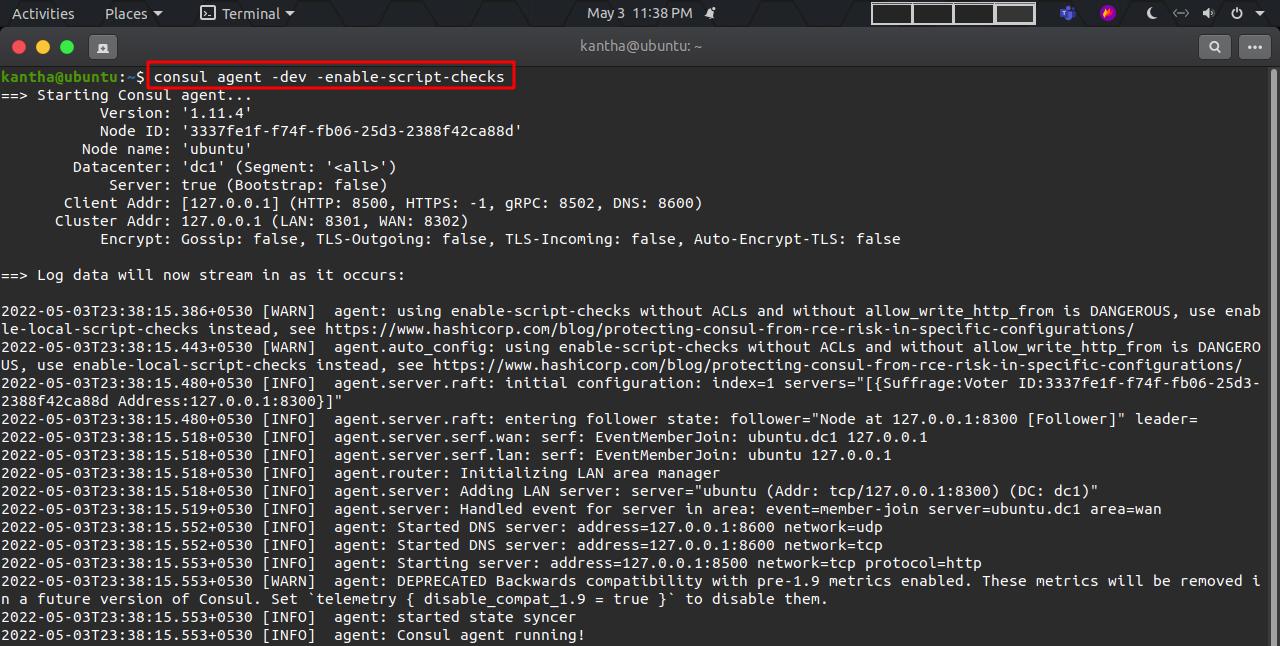 Activities Places Terminal May 3 11:38 PM
kantha@ubuntu: ~
kantha@ubuntu:~$ consul agent -dev -enable-script-checks
==> Starting Consul agent...
Version: '1.11.4'
Node ID: '3337fe1f-f74f-fb06-25d3-2388f42ca88d'
Node name: 'ubuntu'
Datacenter: 'dc1' (Segment: '<all>')
Server: true (Bootstrap: false)
Client Addr: [127.0.0.1] (HTTP: 8500, HTTPS: -1, gRPC: 8502, DNS: 8600)
Cluster Addr: 127.0.0.1 (LAN: 8301, WAN: 8302)
Encrypt: Gossip: false, TLS-Outgoing: false, TLS-Incoming: false, Auto-Encrypt-TLS: false
==> Log data will now stream in as it occurs:
2022-05-03T23:38:15.386+0530 [WARN]  agent: using enable-script-checks without ACLs and without allow_write_http_from is DANGEROUS, use enab
le-local-script-checks instead, see https://www.hashicorp.com/blog/protecting-consul-from-rce-risk-in-specific-configurations/
2022-05-03T23:38:15.443+0530 [WARN]  agent.auto_config: using enable-script-checks without ACLs and without allow_write_http_from is DANGERO
US, use enable-local-script-checks instead, see https://www.hashicorp.com/blog/protecting-consul-from-rce-risk-in-specific-configurations/
2022-05-03T23:38:15.480+0530 [INFO]  agent.server.raft: initial configuration: index=1 servers="[{Suffrage:Voter ID:3337fe1f-f74f-fb06-25d3-
2388f42ca88d Address:127.0.0.1:8300}]"
2022-05-03T23:38:15.480+0530 [INFO]  agent.server.raft: entering follower state: follower="Node at 127.0.0.1:8300 [Follower]" leader=
2022-05-03T23:38:15.518+0530 [INFO]  agent.server.serf.wan: serf: EventMemberJoin: ubuntu.dc1 127.0.0.1
2022-05-03T23:38:15.518+0530 [INFO]  agent.server.serf.lan: serf: EventMemberJoin: ubuntu 127.0.0.1
2022-05-03T23:38:15.518+0530 [INFO]  agent.router: Initializing LAN area manager
2022-05-03T23:38:15.518+0530 [INFO]  agent.server: Adding LAN server: server="ubuntu (Addr: tcp/127.0.0.1:8300) (DC: dc1)"
2022-05-03T23:38:15.519+0530 [INFO]  agent.server: Handled event for server in area: event=member-join server=ubuntu.dc1 area=wan
2022-05-03T23:38:15.552+0530 [INFO]  agent: Started DNS server: address=127.0.0.1:8600 network=udp
2022-05-03T23:38:15.552+0530 [INFO]  agent: Started DNS server: address=127.0.0.1:8600 network=tcp
2022-05-03T23:38:15.553+0530 [INFO]  agent: Starting server: address=127.0.0.1:8500 network=tcp protocol=http
2022-05-03T23:38:15.553+0530 [WARN]  agent: DEPRECATED Backwards compatibility with pre-1.9 metrics enabled. These metrics will be removed i
n a future version of Consul. Set `telemetry { disable_compat_1.9 = true }` to disable them.
2022-05-03T23:38:15.553+0530 [INFO]  agent: started state syncer
2022-05-03T23:38:15.553+0530 [INFO]  agent: Consul agent running!